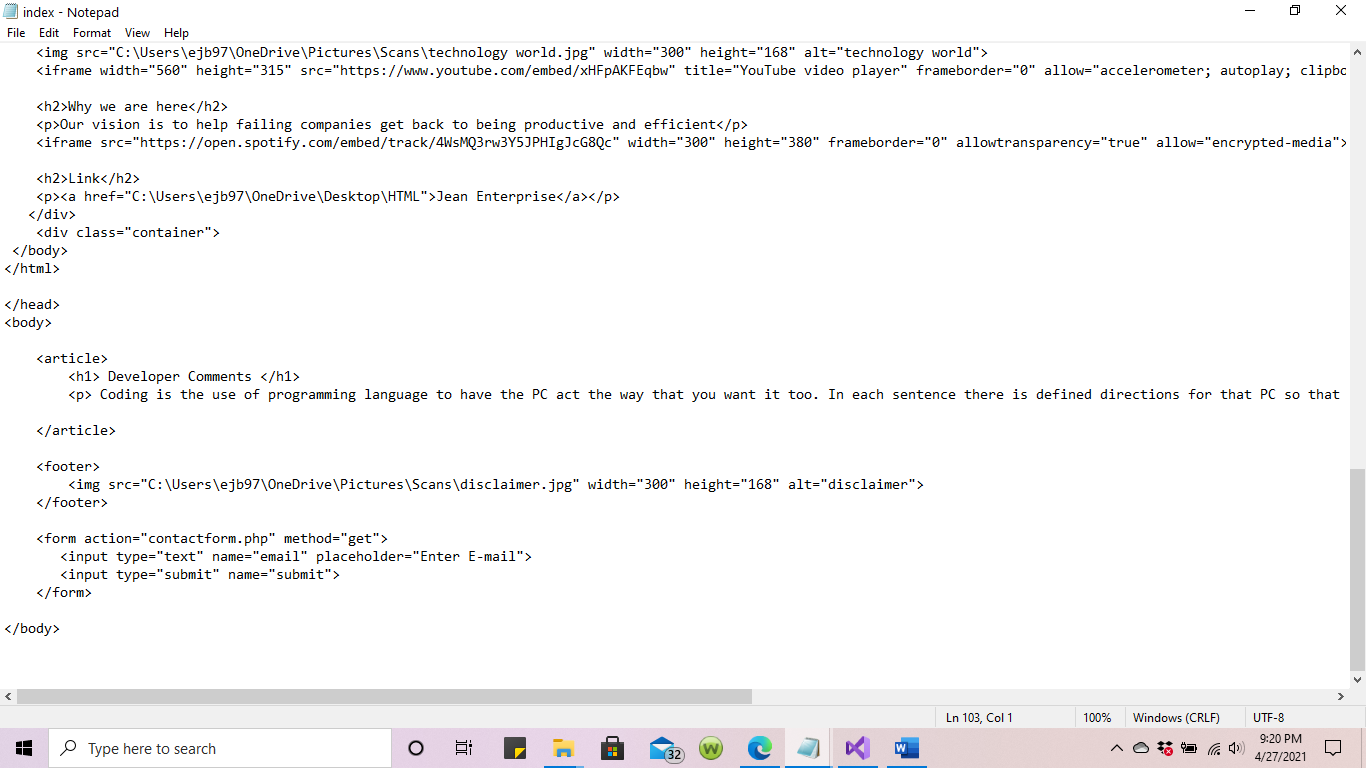 index - Notepad
File Edit Format View Help
<img src="C:\Users\ejb97\OneDrive\Pictures\Scans\technology world.jpg" width="300" height="168" alt="technology world">
<iframe width="560" height="315" src="https://www.youtube.com/embed/xHFpAKFEqbw" title="YouTube video player" frameborder="0" allow="accelerometer; autoplay; clipbo
<h2>Why we are here</h2>
<p>Our vision is to help failing companies get back to being productive and efficient</p>
<iframe src="https://open.spotify.com/embed/track/4WsMQ3rw3Y5JPHIgJcG8Qc" width="300" height="380" frameborder="0" allowtransparency="true" allow="encrypted-media">
<h2>Link</h2>
<p><a href="C:\Users\ejb97\OneDrive\Desktop\HTML">Jean Enterprise</a></p>
</div>
<div class="container">
</body>
</html>
</head>
<body>
<article>
<h1> Developer Comments </h1>
<p> Coding is the use of programming language to have the PC act the way that you want it too. In each sentence there is defined directions for that PC so that
</article>
<footer>
<img src="C:\Users\ejb97\OneDrive\Pictures\Scans\disclaimer.jpg" width="300" height="168" alt="disclaimer">
</footer>
<form action="contactform.php" method="get">
<input type="text" name="email" placeholder="Enter E-mail">
<input type="submit" name="submit">
</form>
</body>
Ln 103, Col 1 100% Windows (CRLF) UTF-8
Type here to search
32
W
W
9:20 PM
4/27/2021